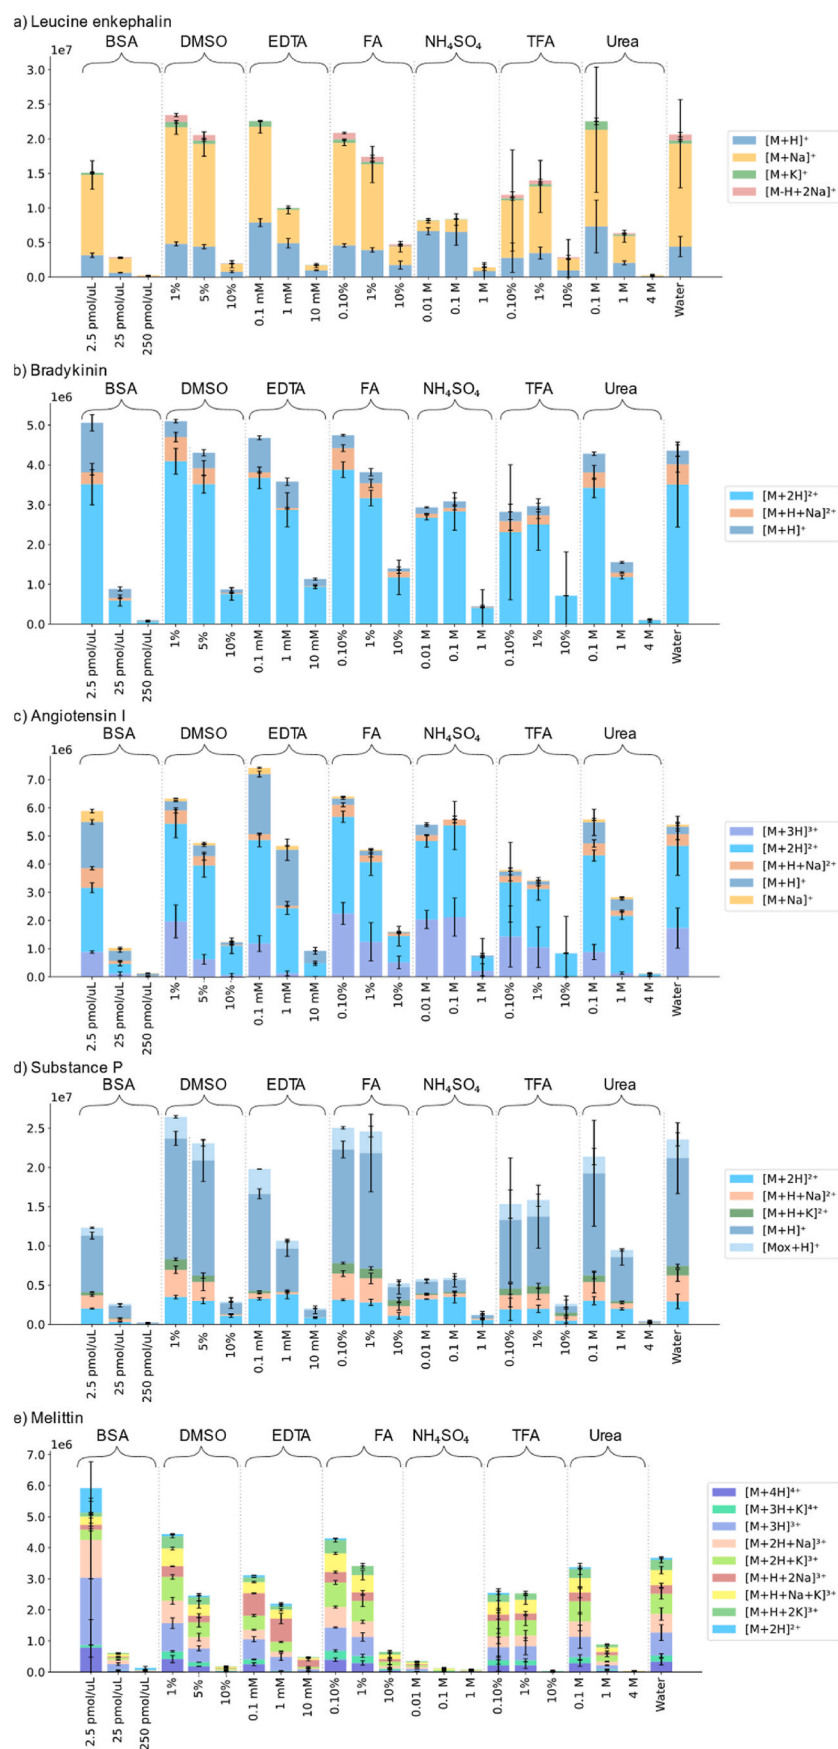 a) Leucine enkephalin
BSA DMSO EDTA FA NH₄SO₄ TFA Urea
1e7
3.0
2.5
2.0
1.5
1.0
0.5
0.0
[M+H]⁺
[M+Na]⁺
[M+K]⁺
[M-H+2Na]⁺
2.5 pmol/uL 25 pmol/uL 250 pmol/uL 1% 5% 10% 0.1 mM 1 mM 10 mM 0.10% 1% 10% 0.01 M 0.1 M 1 M 0.10% 1% 10% 0.1 M 1 M 4 M Water
b) Bradykinin
BSA DMSO EDTA FA NH₄SO₄ TFA Urea
1e6
5.0
4.0
3.0
2.0
1.0
0.0
[M+2H]²⁺
[M+H+Na]²⁺
[M+H]⁺
2.5 pmol/uL 25 pmol/uL 250 pmol/uL 1% 5% 10% 0.1 mM 1 mM 10 mM 0.10% 1% 10% 0.01 M 0.1 M 1 M 0.10% 1% 10% 0.1 M 1 M 4 M Water
c) Angiotensin I
BSA DMSO EDTA FA NH₄SO₄ TFA Urea
1e6
7.0
6.0
5.0
4.0
3.0
2.0
1.0
0.0
[M+3H]³⁺
[M+2H]²⁺
[M+H+Na]²⁺
[M+H]⁺
[M+Na]⁺
2.5 pmol/uL 25 pmol/uL 250 pmol/uL 1% 5% 10% 0.1 mM 1 mM 10 mM 0.10% 1% 10% 0.01 M 0.1 M 1 M 0.10% 1% 10% 0.1 M 1 M 4 M Water
d) Substance P
BSA DMSO EDTA FA NH₄SO₄ TFA Urea
1e7
2.5
2.0
1.5
1.0
0.5
0.0
[M+2H]²⁺
[M+H+Na]²⁺
[M+H+K]²⁺
[M+H]⁺
[Mox+H]⁺
2.5 pmol/uL 25 pmol/uL 250 pmol/uL 1% 5% 10% 0.1 mM 1 mM 10 mM 0.10% 1% 10% 0.01 M 0.1 M 1 M 0.10% 1% 10% 0.1 M 1 M 4 M Water
e) Melittin
BSA DMSO EDTA FA NH₄SO₄ TFA Urea
1e6
7.0
6.0
5.0
4.0
3.0
2.0
1.0
0.0
[M+4H]⁴⁺
[M+3H+K]⁴⁺
[M+3H]³⁺
[M+2H+Na]³⁺
[M+2H+K]³⁺
[M+H+2Na]³⁺
[M+H+Na+K]³⁺
[M+H+2K]³⁺
[M+2H]²⁺
2.5 pmol/uL 25 pmol/uL 250 pmol/uL 1% 5% 10% 0.1 mM 1 mM 10 mM 0.10% 1% 10% 0.01 M 0.1 M 1 M 0.10% 1% 10% 0.1 M 1 M 4 M Water